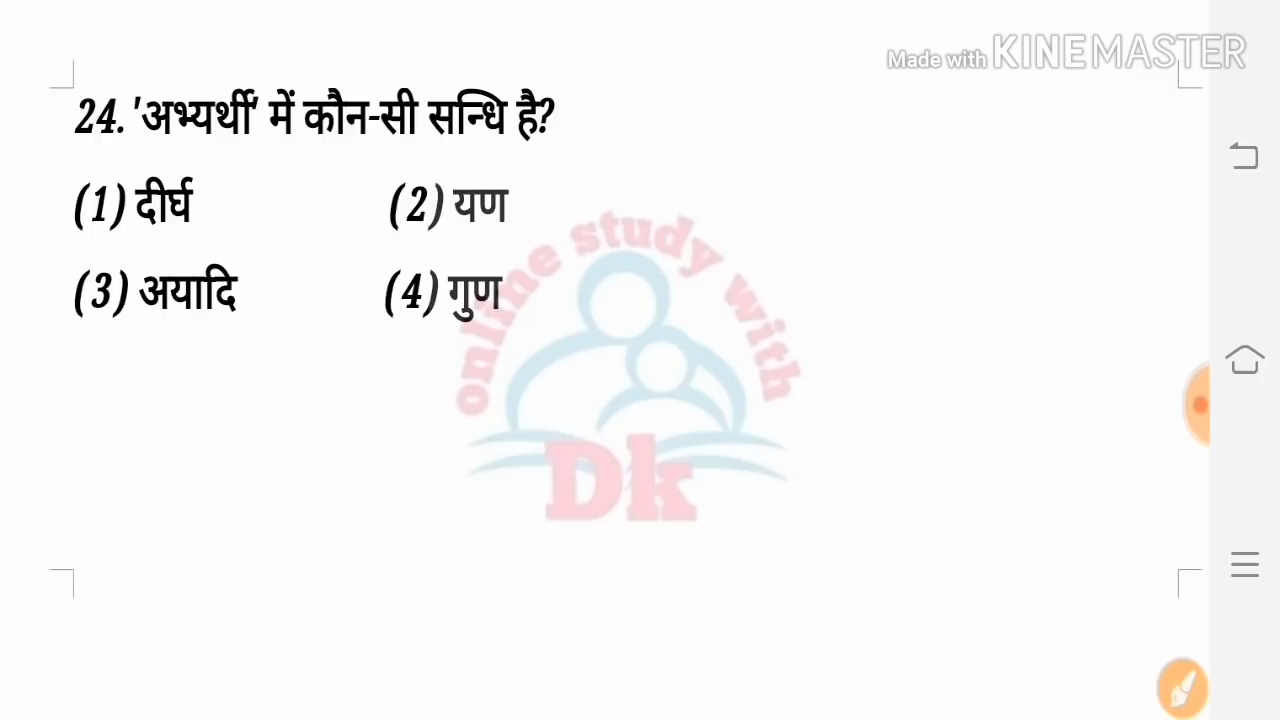 Made with KINEMASTER
24. 'अभ्यर्थी' में कौन-सी सन्धि है?
(1) दीर्घ (2) यण
(3) अयादि (4) गुण
online study with
Dk